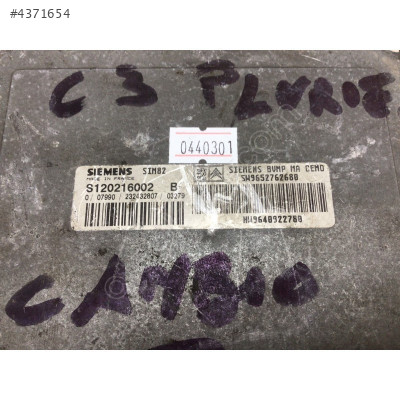 #4371654
C3 PLURIE
0440301
SIEMENS SIM82
MADE IN FRANCE
SIEMENS BVMP MA CEMO
S120216002 B
SW9652762680
0 / 07990 / 232432807 / 00279
HW9640922780
CAMBIO